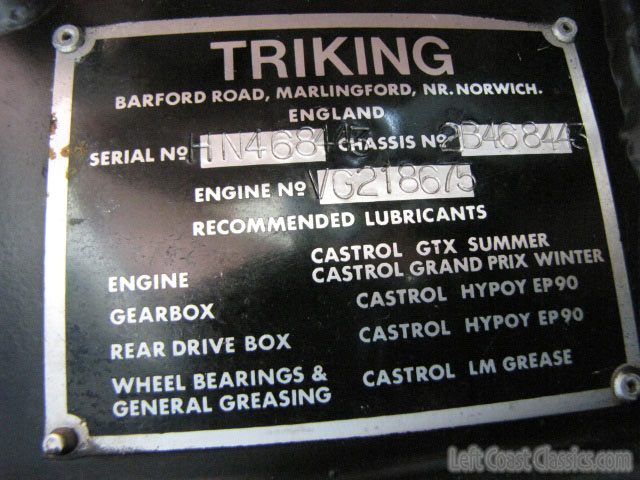 TRIKING
BARFORD ROAD, MARLINGFORD, NR. NORWICH.
ENGLAND
SERIAL Nº HN468443 CHASSIS Nº 2B468443
ENGINE Nº VG218675
RECOMMENDED LUBRICANTS
ENGINE CASTROL GTX SUMMER
CASTROL GRAND PRIX WINTER
GEARBOX CASTROL HYPOY EP90
REAR DRIVE BOX CASTROL HYPOY EP90
WHEEL BEARINGS & CASTROL LM GREASE
GENERAL GREASING
Left Coast Classics.com